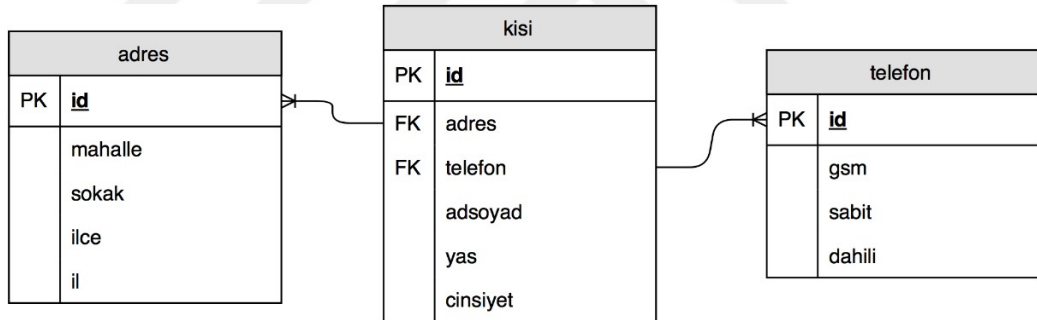 adres
PK id
mahalle
sokak
ilce
il
kisi
PK id
FK adres
FK telefon
adsoyad
yas
cinsiyet
telefon
PK id
gsm
sabit
dahili